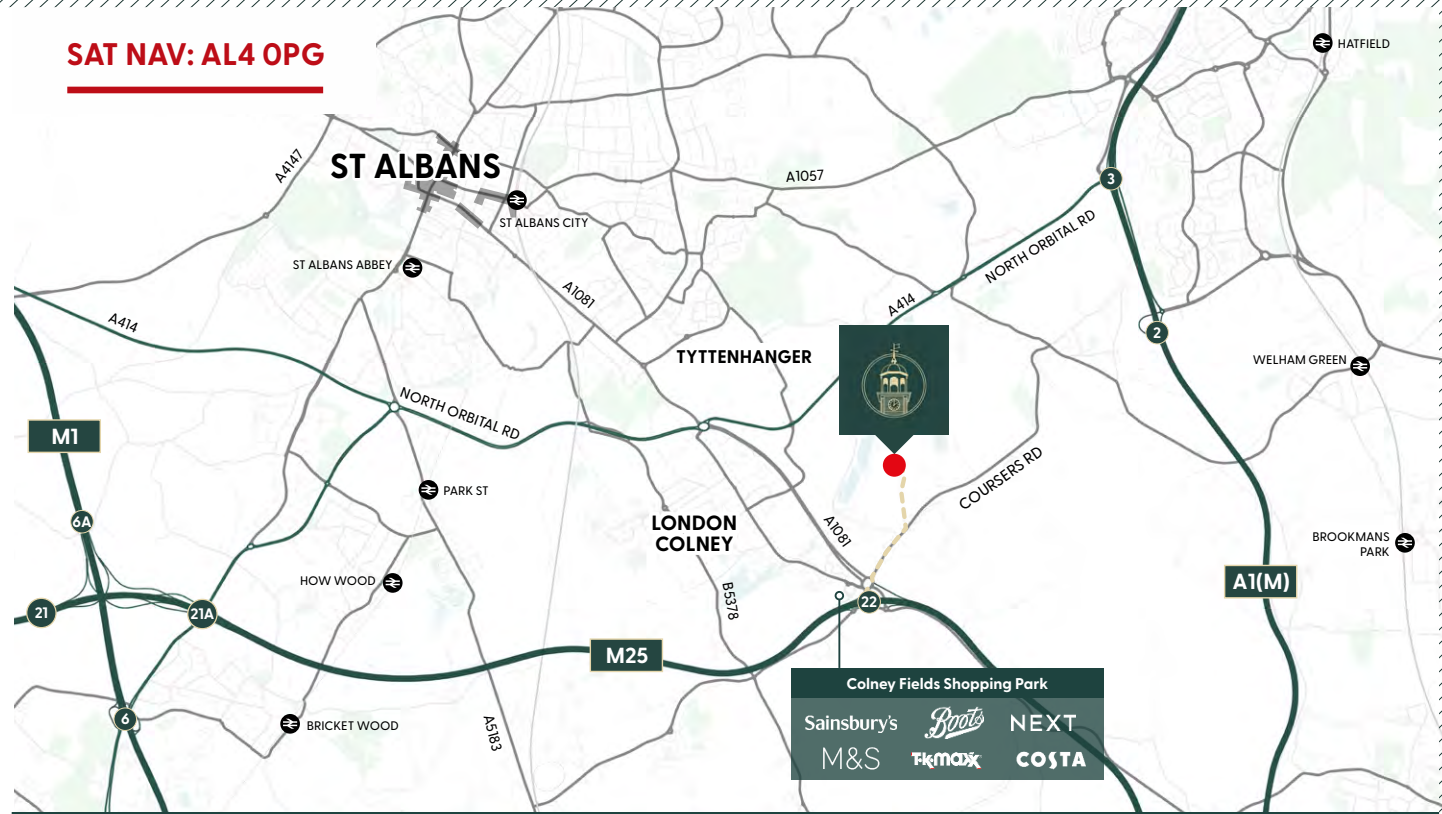 SAT NAV: AL4 0PG
HATFIELD
A4147
ST ALBANS
A1057
3
ST ALBANS CITY
NORTH ORBITAL RD
ST ALBANS ABBEY
A1081
A414
A414
2
TYTTENHANGER
WELHAM GREEN
NORTH ORBITAL RD
M1
COURSERS RD
PARK ST
6A
LONDON
COLNEY
A1081
BROOKMANS
PARK
HOW WOOD
A1(M)
B5378
22
21
21A
M25
Colney Fields Shopping Park
Sainsbury's
Boots
NEXT
M&S
TK maxx
COSTA
6
BRICKET WOOD
A5183